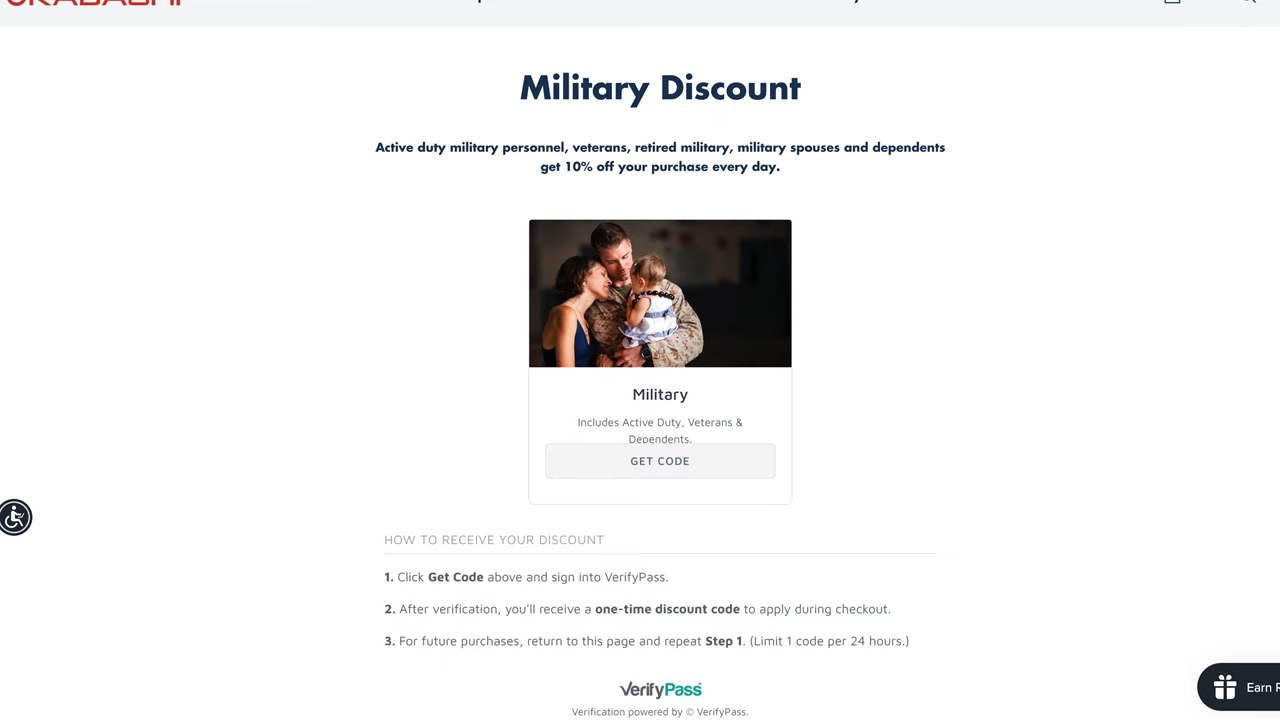 Military Discount
Active duty military personnel, veterans, retired military, military spouses and dependents
get 10% off your purchase every day.
Military
Includes Active Duty, Veterans &
Dependents.
GET CODE
HOW TO RECEIVE YOUR DISCOUNT
1. Click Get Code above and sign into VerifyPass.
2. After verification, you'll receive a one-time discount code to apply during checkout.
3. For future purchases, return to this page and repeat Step 1. (Limit 1 code per 24 hours.)
VerifyPass
Earn
Verification powered by © VerifyPass.